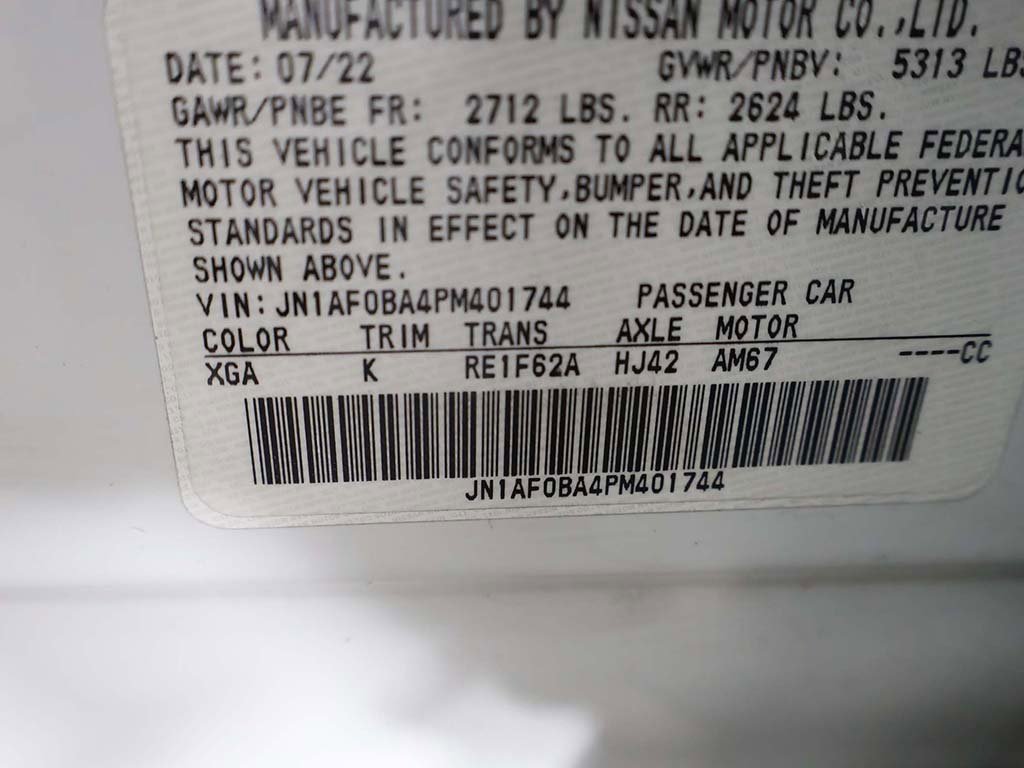 MANUFACTURED BY NISSAN MOTOR CO.,LTD.
DATE: 07/22 GVWR/PNBV: 5313 LBS
GAWR/PNBE FR: 2712 LBS. RR: 2624 LBS.
THIS VEHICLE CONFORMS TO ALL APPLICABLE FEDERA
MOTOR VEHICLE SAFETY,BUMPER,AND THEFT PREVENTIO
STANDARDS IN EFFECT ON THE DATE OF MANUFACTURE
SHOWN ABOVE.
VIN:JN1AF0BA4PM401744 PASSENGER CAR
COLOR TRIM TRANS AXLE MOTOR
XGA K RE1F62A HJ42 AM67 ----CC
JN1AF0BA4PM401744